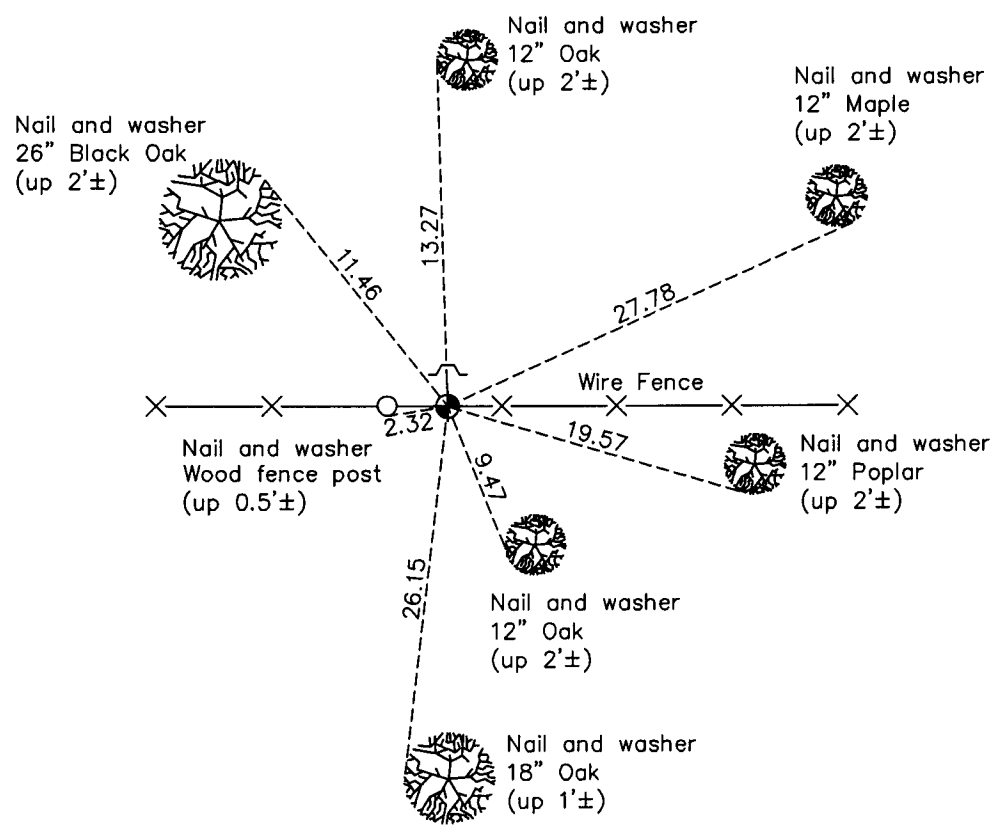 Nail and washer
12" Oak
(up 2'±)
Nail and washer
12" Maple
(up 2'±)
Nail and washer
26" Black Oak
(up 2'±)
13.27
11.46
27.78
Wire Fence
2.32
19.57
Nail and washer
Wood fence post
(up 0.5'±)
Nail and washer
12" Poplar
(up 2'±)
9.47
26.15
Nail and washer
12" Oak
(up 2'±)
Nail and washer
18" Oak
(up 1'±)